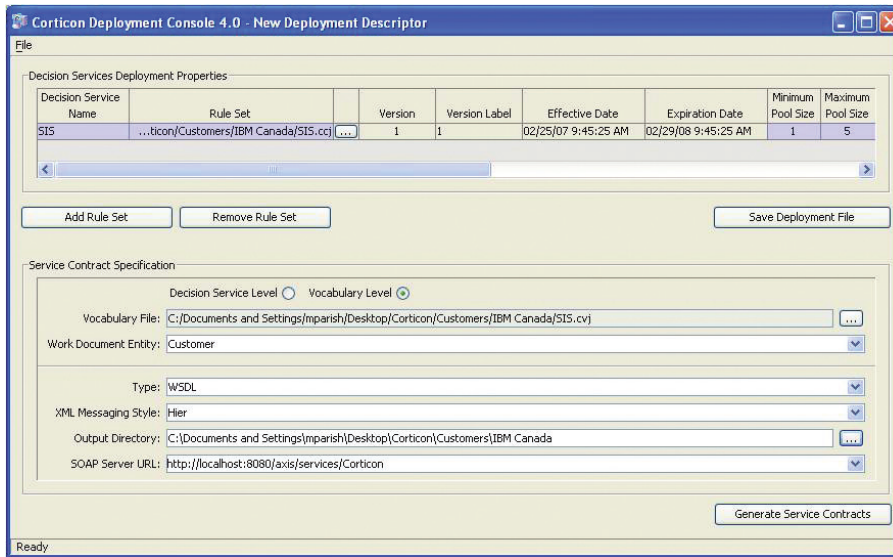 Corticon Deployment Console 4.0 - New Deployment Descriptor
File
Decision Services Deployment Properties
Decision Service Name Rule Set Version Version Label Effective Date Expiration Date Minimum Pool Size Maximum Pool Size
SIS ...ticon/Customers/IBM Canada/SIS.ccj ... 1 1 02/25/07 9:45:25 AM 02/29/08 9:45:25 AM 1 5
Add Rule Set Remove Rule Set Save Deployment File
Service Contract Specification
Decision Service Level Vocabulary Level
Vocabulary File: C:/Documents and Settings/mparish/Desktop/Corticon/Customers/IBM Canada/SIS.cvj ...
Work Document Entity: Customer
Type: WSDL
XML Messaging Style: Hier
Output Directory: C:\Documents and Settings\mparish\Desktop\Corticon\Customers\IBM Canada ...
SOAP Server URL: http://localhost:8080/axis/services/Corticon
Generate Service Contracts
Ready